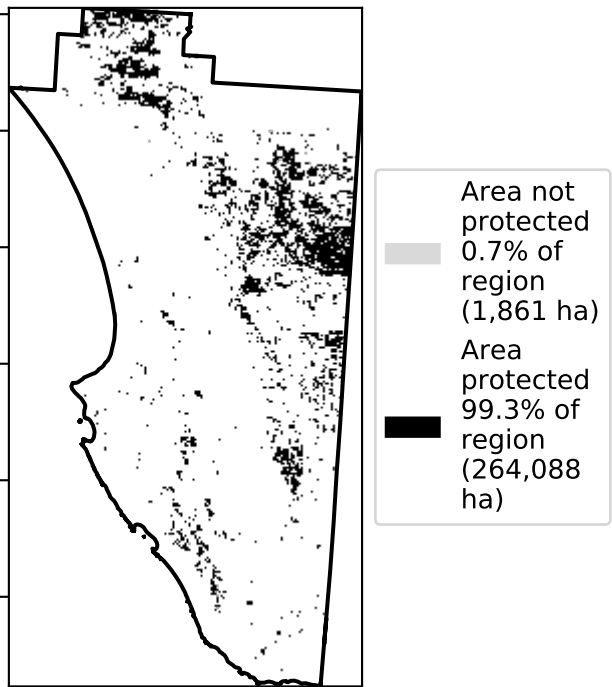 Area not
protected
0.7% of
region
(1,861 ha)
Area
protected
99.3% of
region
(264,088
ha)